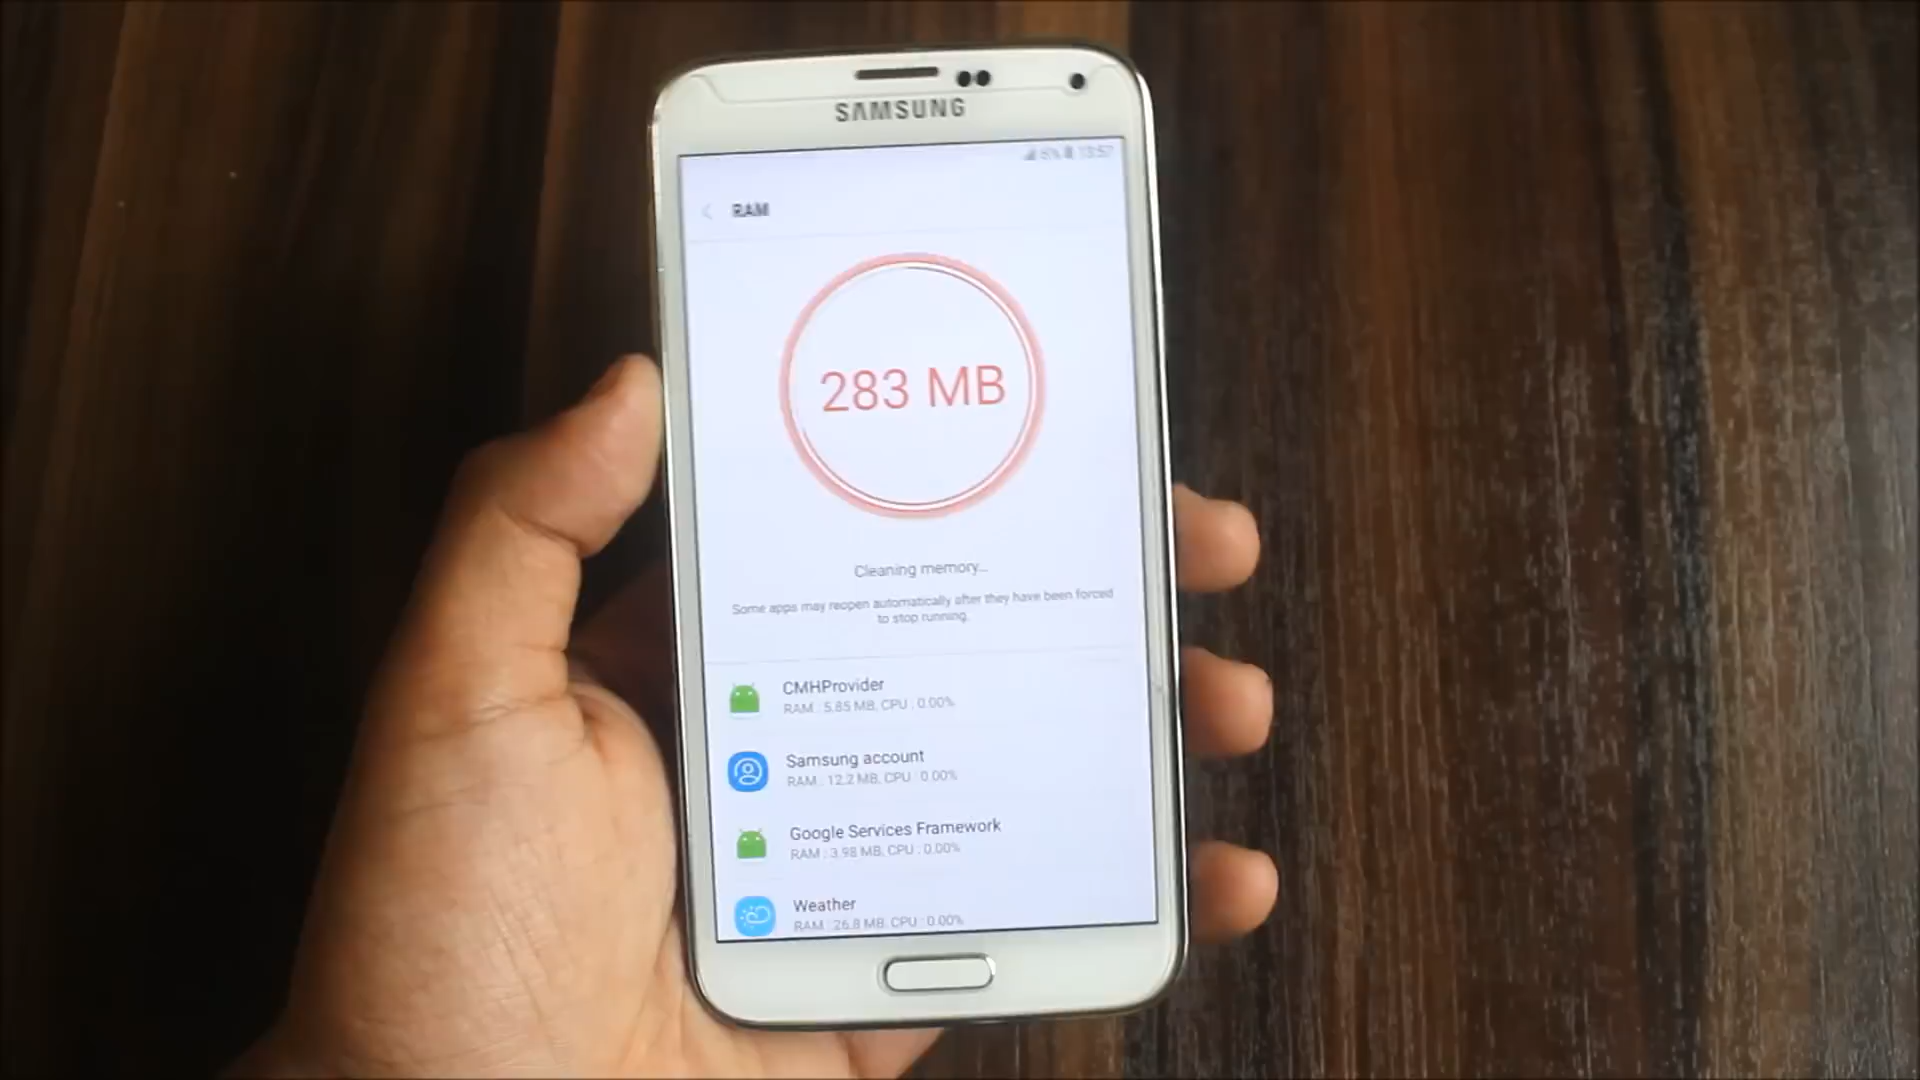 SAMSUNG
13:57
RAM
283 MB
Cleaning memory...
Some apps may reopen automatically after they have been forced
to stop running.
CMHProvider
RAM : 5.85 MB, CPU : 0.00%
Samsung account
RAM : 12.2 MB, CPU : 0.00%
Google Services Framework
RAM : 3.98 MB, CPU : 0.00%
Weather
RAM : 26.8 MB, CPU : 0.00%